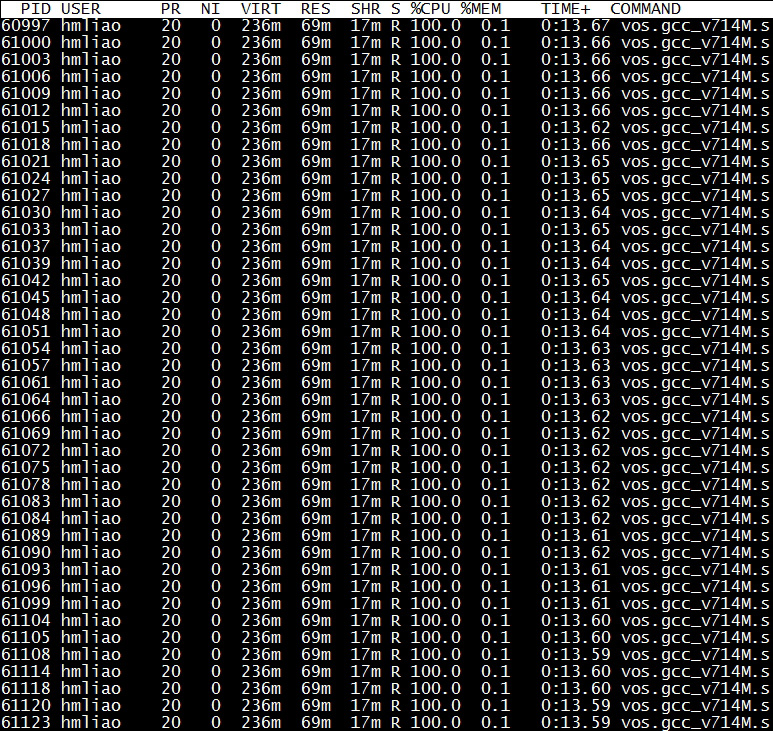 PID USER PR NI VIRT RES SHR S %CPU %MEM TIME+ COMMAND
60997 hmliao 20 0 236m 69m 17m R 100.0 0.1 0:13.67 vos.gcc_v714M.s
61000 hmliao 20 0 236m 69m 17m R 100.0 0.1 0:13.66 vos.gcc_v714M.s
61003 hmliao 20 0 236m 69m 17m R 100.0 0.1 0:13.66 vos.gcc_v714M.s
61006 hmliao 20 0 236m 69m 17m R 100.0 0.1 0:13.66 vos.gcc_v714M.s
61009 hmliao 20 0 236m 69m 17m R 100.0 0.1 0:13.66 vos.gcc_v714M.s
61012 hmliao 20 0 236m 69m 17m R 100.0 0.1 0:13.66 vos.gcc_v714M.s
61015 hmliao 20 0 236m 69m 17m R 100.0 0.1 0:13.62 vos.gcc_v714M.s
61018 hmliao 20 0 236m 69m 17m R 100.0 0.1 0:13.66 vos.gcc_v714M.s
61021 hmliao 20 0 236m 69m 17m R 100.0 0.1 0:13.65 vos.gcc_v714M.s
61024 hmliao 20 0 236m 69m 17m R 100.0 0.1 0:13.65 vos.gcc_v714M.s
61027 hmliao 20 0 236m 69m 17m R 100.0 0.1 0:13.65 vos.gcc_v714M.s
61030 hmliao 20 0 236m 69m 17m R 100.0 0.1 0:13.64 vos.gcc_v714M.s
61033 hmliao 20 0 236m 69m 17m R 100.0 0.1 0:13.65 vos.gcc_v714M.s
61037 hmliao 20 0 236m 69m 17m R 100.0 0.1 0:13.64 vos.gcc_v714M.s
61039 hmliao 20 0 236m 69m 17m R 100.0 0.1 0:13.64 vos.gcc_v714M.s
61042 hmliao 20 0 236m 69m 17m R 100.0 0.1 0:13.65 vos.gcc_v714M.s
61045 hmliao 20 0 236m 69m 17m R 100.0 0.1 0:13.64 vos.gcc_v714M.s
61048 hmliao 20 0 236m 69m 17m R 100.0 0.1 0:13.64 vos.gcc_v714M.s
61051 hmliao 20 0 236m 69m 17m R 100.0 0.1 0:13.64 vos.gcc_v714M.s
61054 hmliao 20 0 236m 69m 17m R 100.0 0.1 0:13.63 vos.gcc_v714M.s
61057 hmliao 20 0 236m 69m 17m R 100.0 0.1 0:13.63 vos.gcc_v714M.s
61061 hmliao 20 0 236m 69m 17m R 100.0 0.1 0:13.63 vos.gcc_v714M.s
61064 hmliao 20 0 236m 69m 17m R 100.0 0.1 0:13.63 vos.gcc_v714M.s
61066 hmliao 20 0 236m 69m 17m R 100.0 0.1 0:13.62 vos.gcc_v714M.s
61069 hmliao 20 0 236m 69m 17m R 100.0 0.1 0:13.62 vos.gcc_v714M.s
61072 hmliao 20 0 236m 69m 17m R 100.0 0.1 0:13.62 vos.gcc_v714M.s
61075 hmliao 20 0 236m 69m 17m R 100.0 0.1 0:13.62 vos.gcc_v714M.s
61078 hmliao 20 0 236m 69m 17m R 100.0 0.1 0:13.62 vos.gcc_v714M.s
61083 hmliao 20 0 236m 69m 17m R 100.0 0.1 0:13.62 vos.gcc_v714M.s
61084 hmliao 20 0 236m 69m 17m R 100.0 0.1 0:13.62 vos.gcc_v714M.s
61089 hmliao 20 0 236m 69m 17m R 100.0 0.1 0:13.61 vos.gcc_v714M.s
61090 hmliao 20 0 236m 69m 17m R 100.0 0.1 0:13.62 vos.gcc_v714M.s
61093 hmliao 20 0 236m 69m 17m R 100.0 0.1 0:13.61 vos.gcc_v714M.s
61096 hmliao 20 0 236m 69m 17m R 100.0 0.1 0:13.61 vos.gcc_v714M.s
61099 hmliao 20 0 236m 69m 17m R 100.0 0.1 0:13.61 vos.gcc_v714M.s
61104 hmliao 20 0 236m 69m 17m R 100.0 0.1 0:13.60 vos.gcc_v714M.s
61105 hmliao 20 0 236m 69m 17m R 100.0 0.1 0:13.60 vos.gcc_v714M.s
61108 hmliao 20 0 236m 69m 17m R 100.0 0.1 0:13.59 vos.gcc_v714M.s
61114 hmliao 20 0 236m 69m 17m R 100.0 0.1 0:13.60 vos.gcc_v714M.s
61118 hmliao 20 0 236m 69m 17m R 100.0 0.1 0:13.60 vos.gcc_v714M.s
61120 hmliao 20 0 236m 69m 17m R 100.0 0.1 0:13.59 vos.gcc_v714M.s
61123 hmliao 20 0 236m 69m 17m R 100.0 0.1 0:13.59 vos.gcc_v714M.s